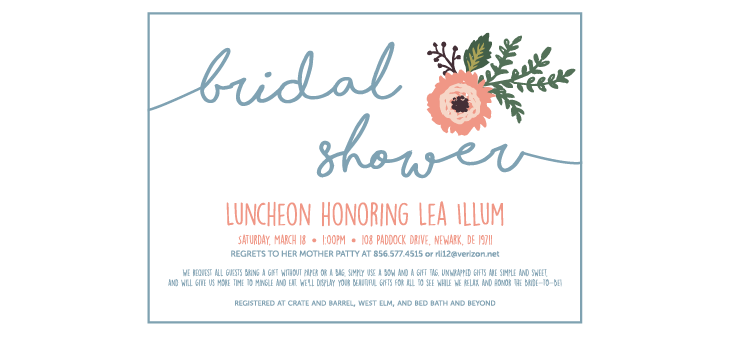 bridal
shower
LUNCHEON HONORING LEA ILLUM
SATURDAY, MARCH 18 • 1:00PM • 108 PADDOCK DRIVE, NEWARK, DE 19711
REGRETS TO HER MOTHER PATTY AT 856.577.4515 or rli12@verizon.net
WE REQUEST ALL GUESTS BRING A GIFT WITHOUT PAPER OR A BAG, SIMPLY USE A BOW AND A GIFT TAG. UNWRAPPED GIFTS ARE SIMPLE AND SWEET,
AND WILL GIVE US MORE TIME TO MINGLE AND EAT. WE'LL DISPLAY YOUR BEAUTIFUL GIFTS FOR ALL TO SEE WHILE WE RELAX AND HONOR THE BRIDE-TO-BE!
REGISTERED AT CRATE AND BARREL, WEST ELM, AND BED BATH AND BEYOND